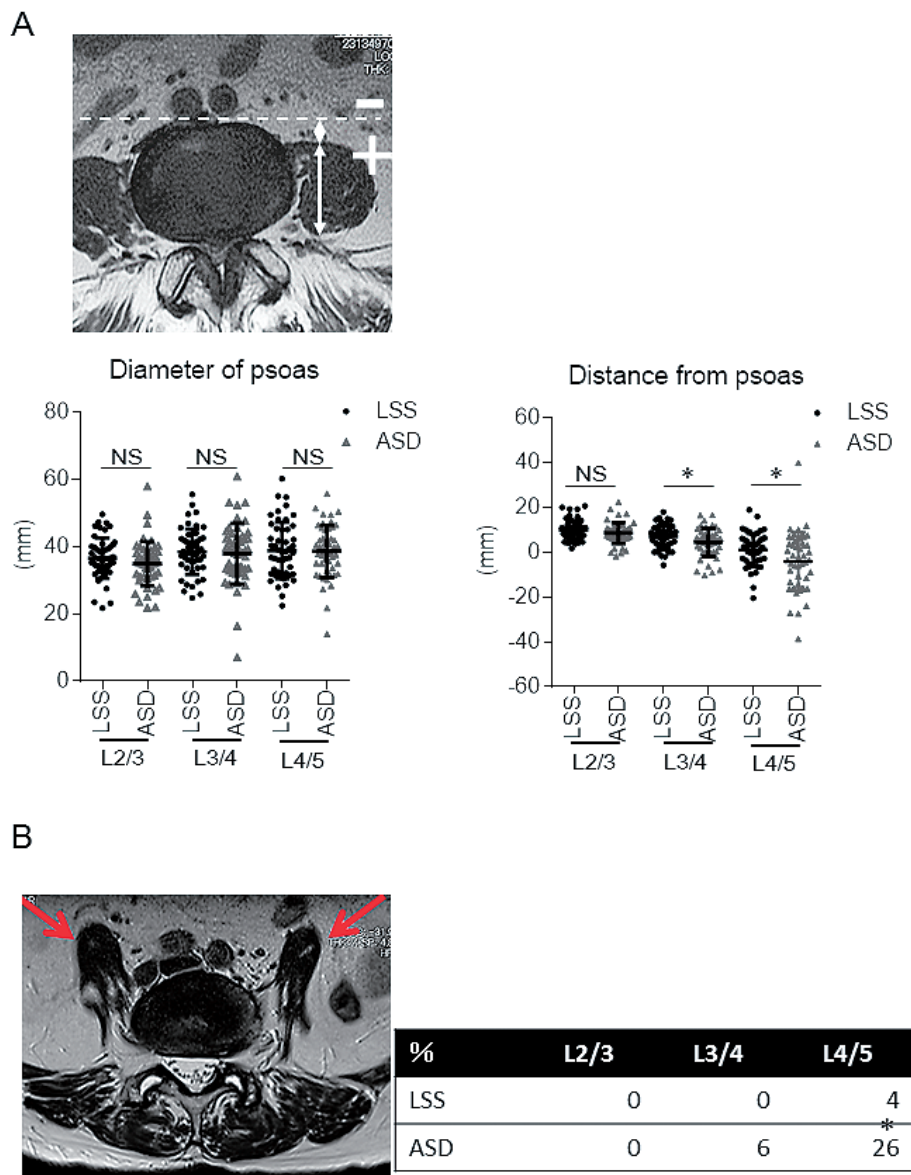 A
2313497
LO
THK:
−
+
Diameter of psoas
80
60
40
20
0
(mm)
LSS
ASD
NS NS NS
LSS ASD LSS ASD LSS ASD
L2/3 L3/4 L4/5
Distance from psoas
60
40
20
0
-20
-40
-60
(mm)
LSS
ASD
NS * *
LSS ASD LSS ASD LSS ASD
L2/3 L3/4 L4/5
B
% L2/3 L3/4 L4/5
LSS 0 0 4
*
ASD 0 6 26